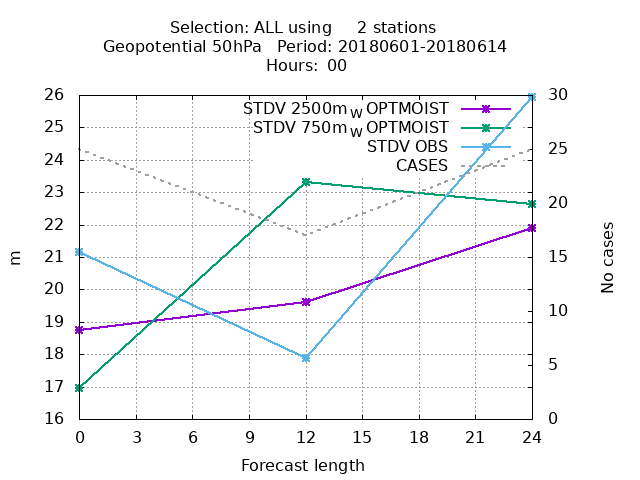 Selection: ALL using     2 stations
Geopotential 50hPa   Period: 20180601-20180614
Hours:  00
STDV 2500m_W OPTMOIST
STDV 750m_W OPTMOIST
STDV OBS
CASES
m
26
25
24
23
22
21
20
19
18
17
16
30
25
20
15
10
5
0
No cases
0 3 6 9 12 15 18 21 24
Forecast length